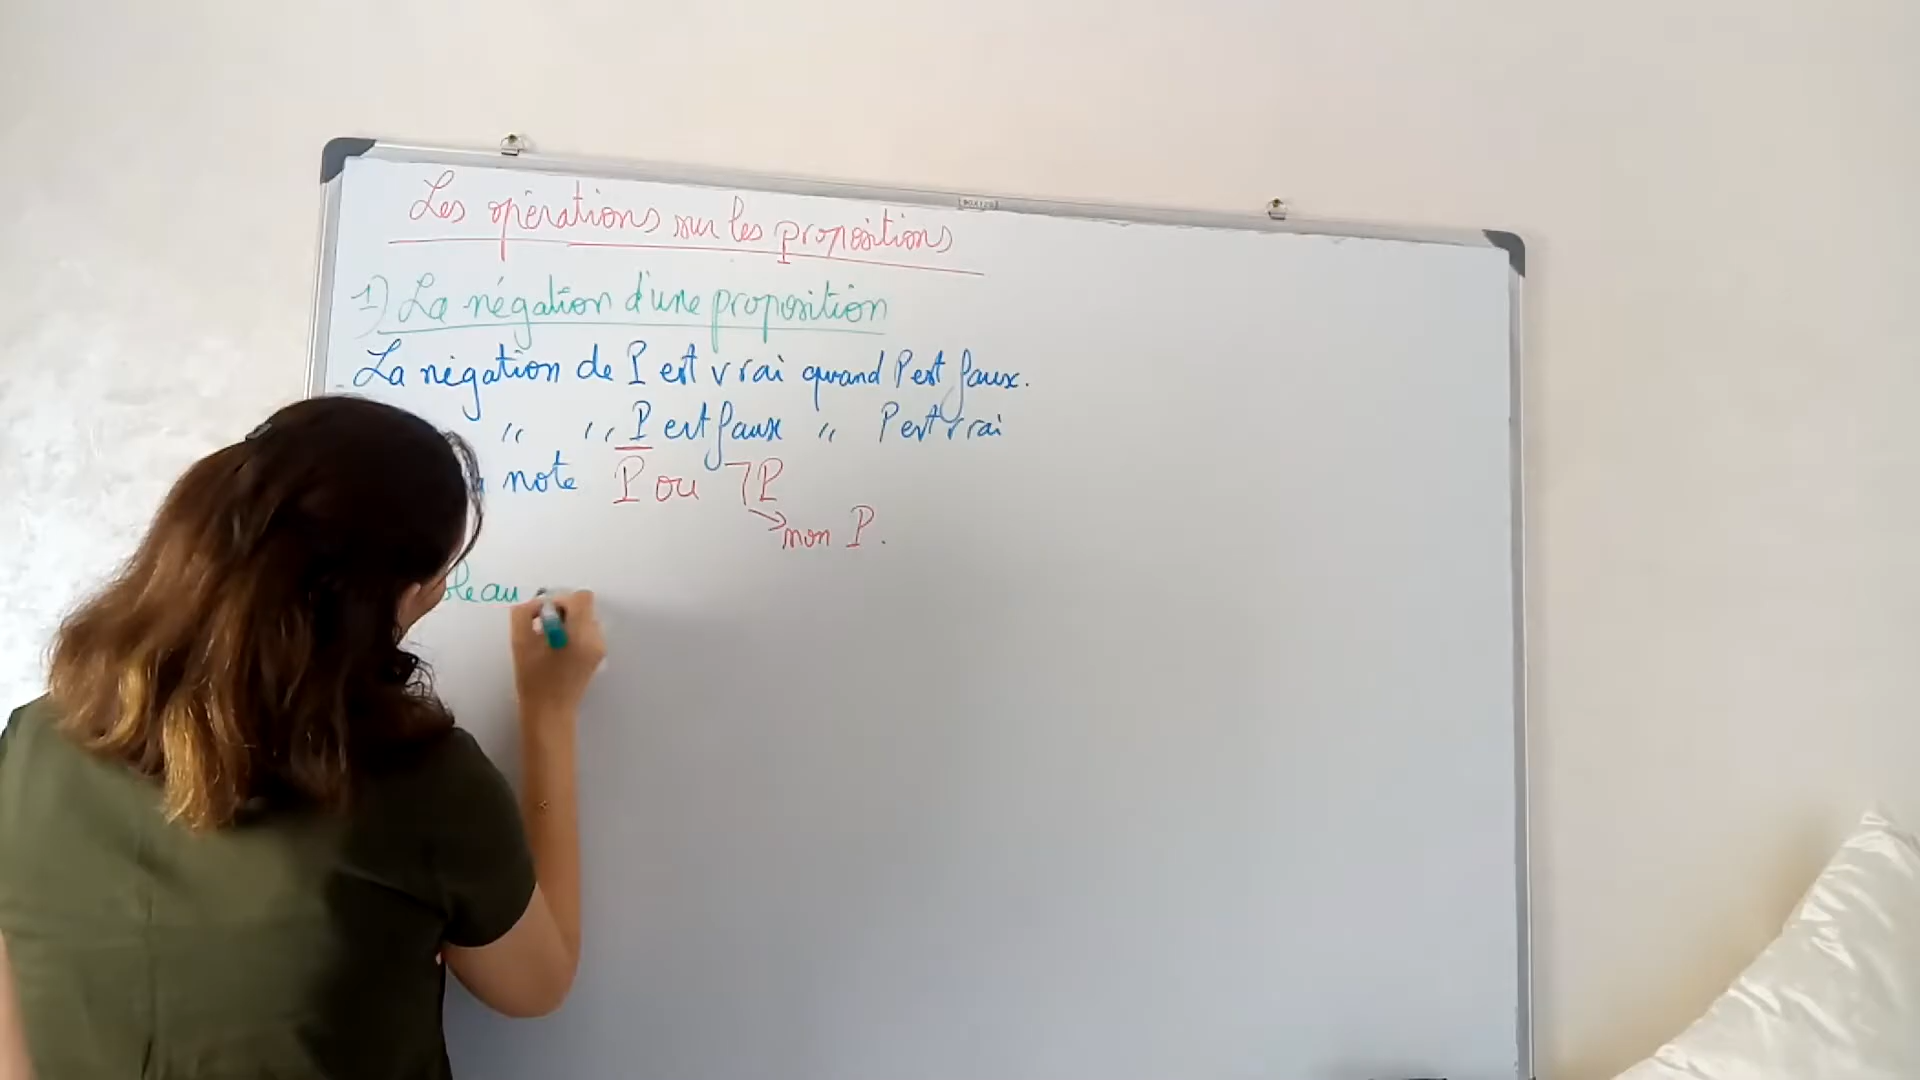 Les opérations sur les propositions
1) La négation d'une proposition
La négation de P est vrai quand P est faux.
" " P est faux " P est vrai
note P̅ ou ⅂P
non P.
bleau